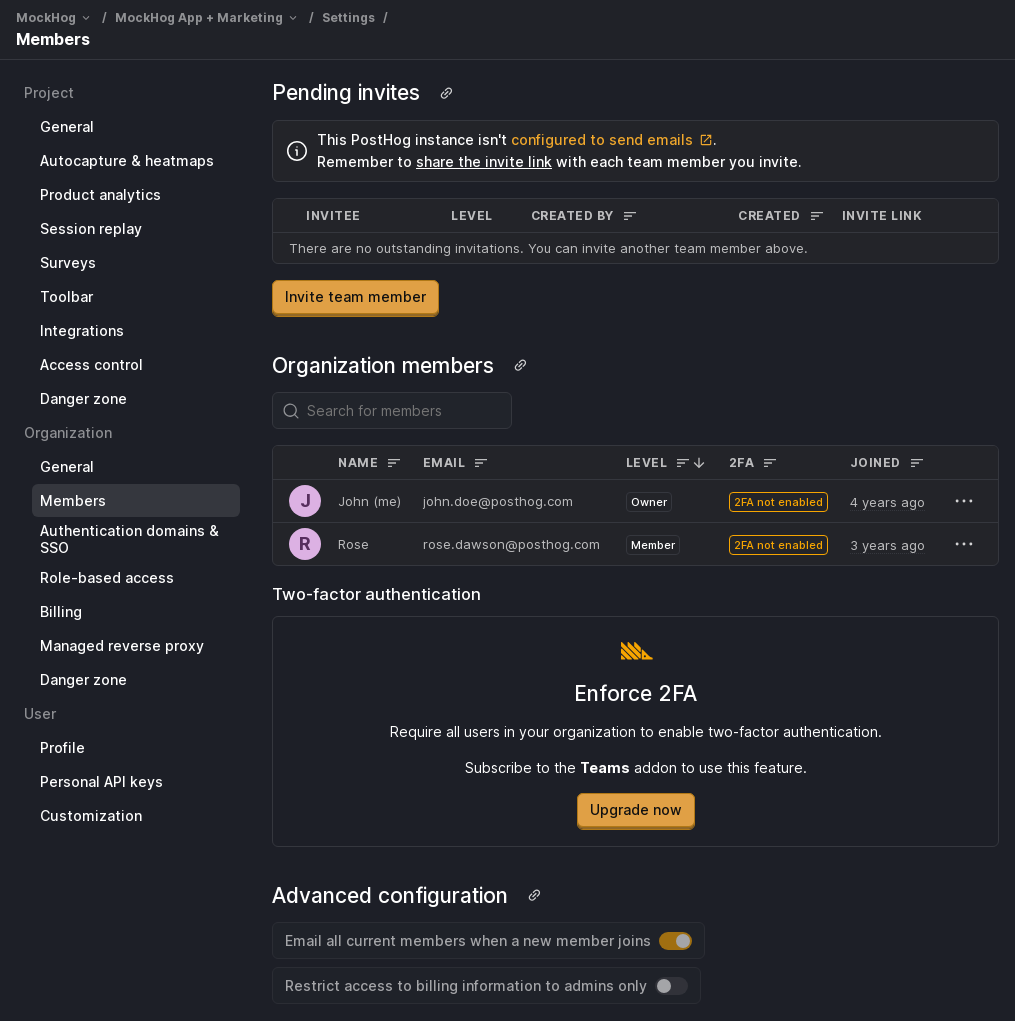 MockHog / MockHog App + Marketing / Settings /
Members
Project
General
Autocapture & heatmaps
Product analytics
Session replay
Surveys
Toolbar
Integrations
Access control
Danger zone
Organization
General
Members
Authentication domains &
SSO
Role-based access
Billing
Managed reverse proxy
Danger zone
User
Profile
Personal API keys
Customization
Pending invites
This PostHog instance isn't configured to send emails.
Remember to share the invite link with each team member you invite.
INVITEE LEVEL CREATED BY CREATED INVITE LINK
There are no outstanding invitations. You can invite another team member above.
Invite team member
Organization members
Search for members
NAME EMAIL LEVEL 2FA JOINED
J John (me) john.doe@posthog.com Owner 2FA not enabled 4 years ago
R Rose rose.dawson@posthog.com Member 2FA not enabled 3 years ago
Two-factor authentication
Enforce 2FA
Require all users in your organization to enable two-factor authentication.
Subscribe to the Teams addon to use this feature.
Upgrade now
Advanced configuration
Email all current members when a new member joins
Restrict access to billing information to admins only